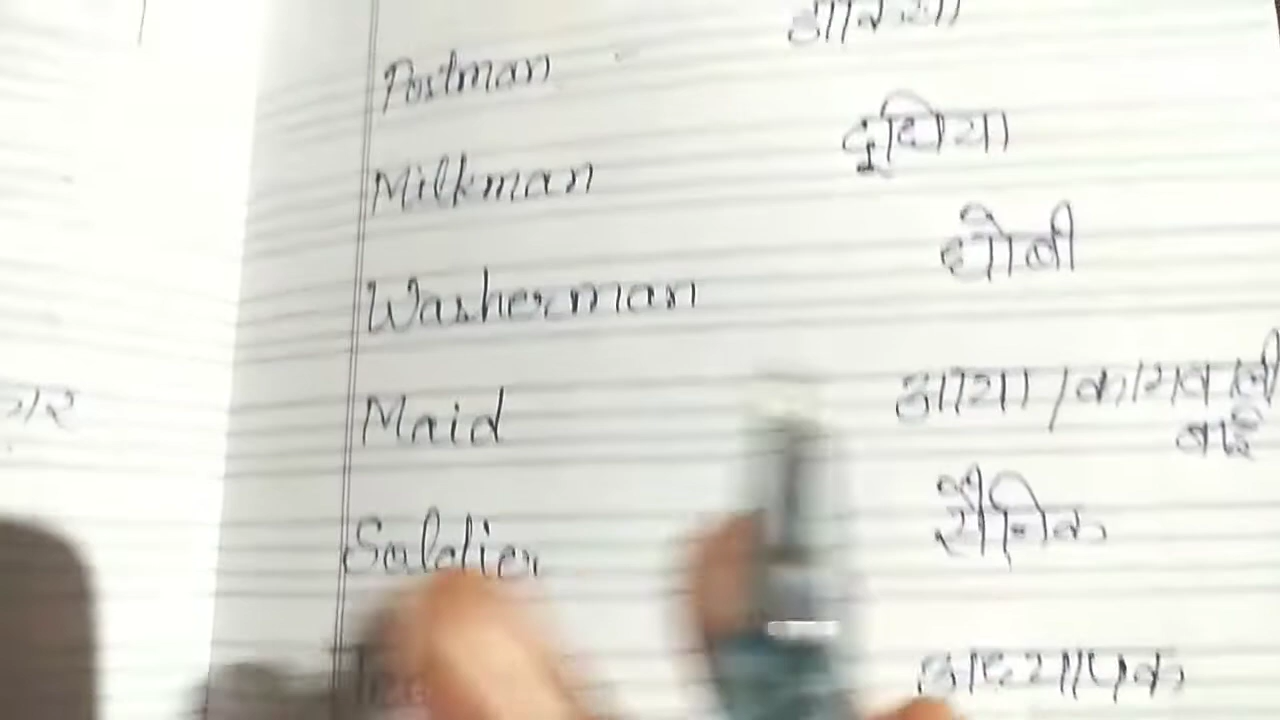 Postman
Milkman दुधिया
Washerman धोबी
Maid आया / कामवाली
बाई
Soldier सैनिक
अध्यापक